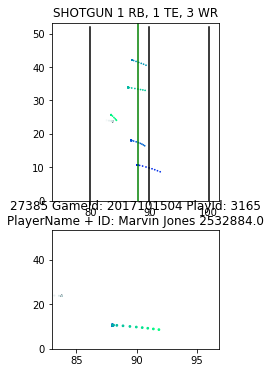 SHOTGUN 1 RB, 1 TE, 3 WR
50
40
30
20
10
0
80 90 100
27385 GameId: 2017101504 PlayId: 3165
PlayerName + ID: Marvin Jones 2532884.0
40
20
0
85 90 95